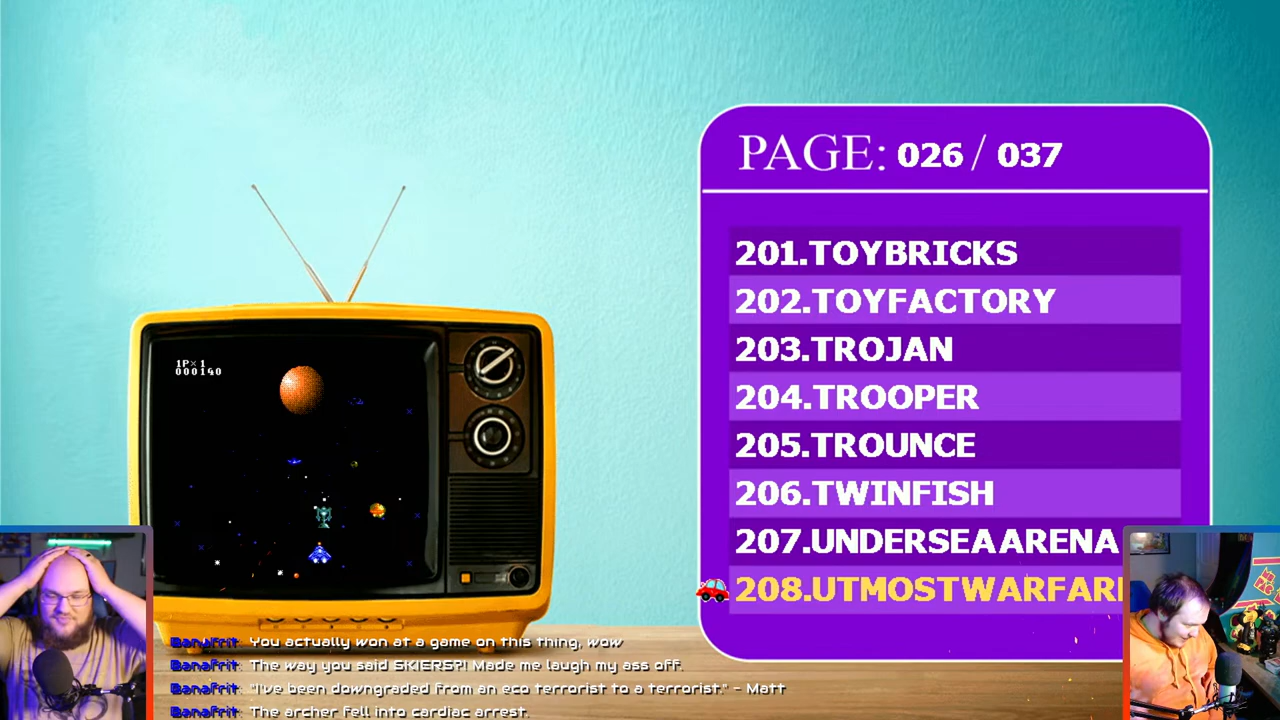 PAGE: 026 / 037
201.TOYBRICKS
202.TOYFACTORY
203.TROJAN
204.TROOPER
205.TROUNCE
206.TWINFISH
207.UNDERSEAARENA
208.UTMOSTWARFAR
1P×1
000140
BanaFrit: You actually won at a game on this thing, wow
BanaFrit: The way you said SKIERS?! Made me laugh my ass off.
BanaFrit: "I've been downgraded from an eco terrorist to a terrorist." - Matt
BanaFrit: The archer fell into cardiac arrest.